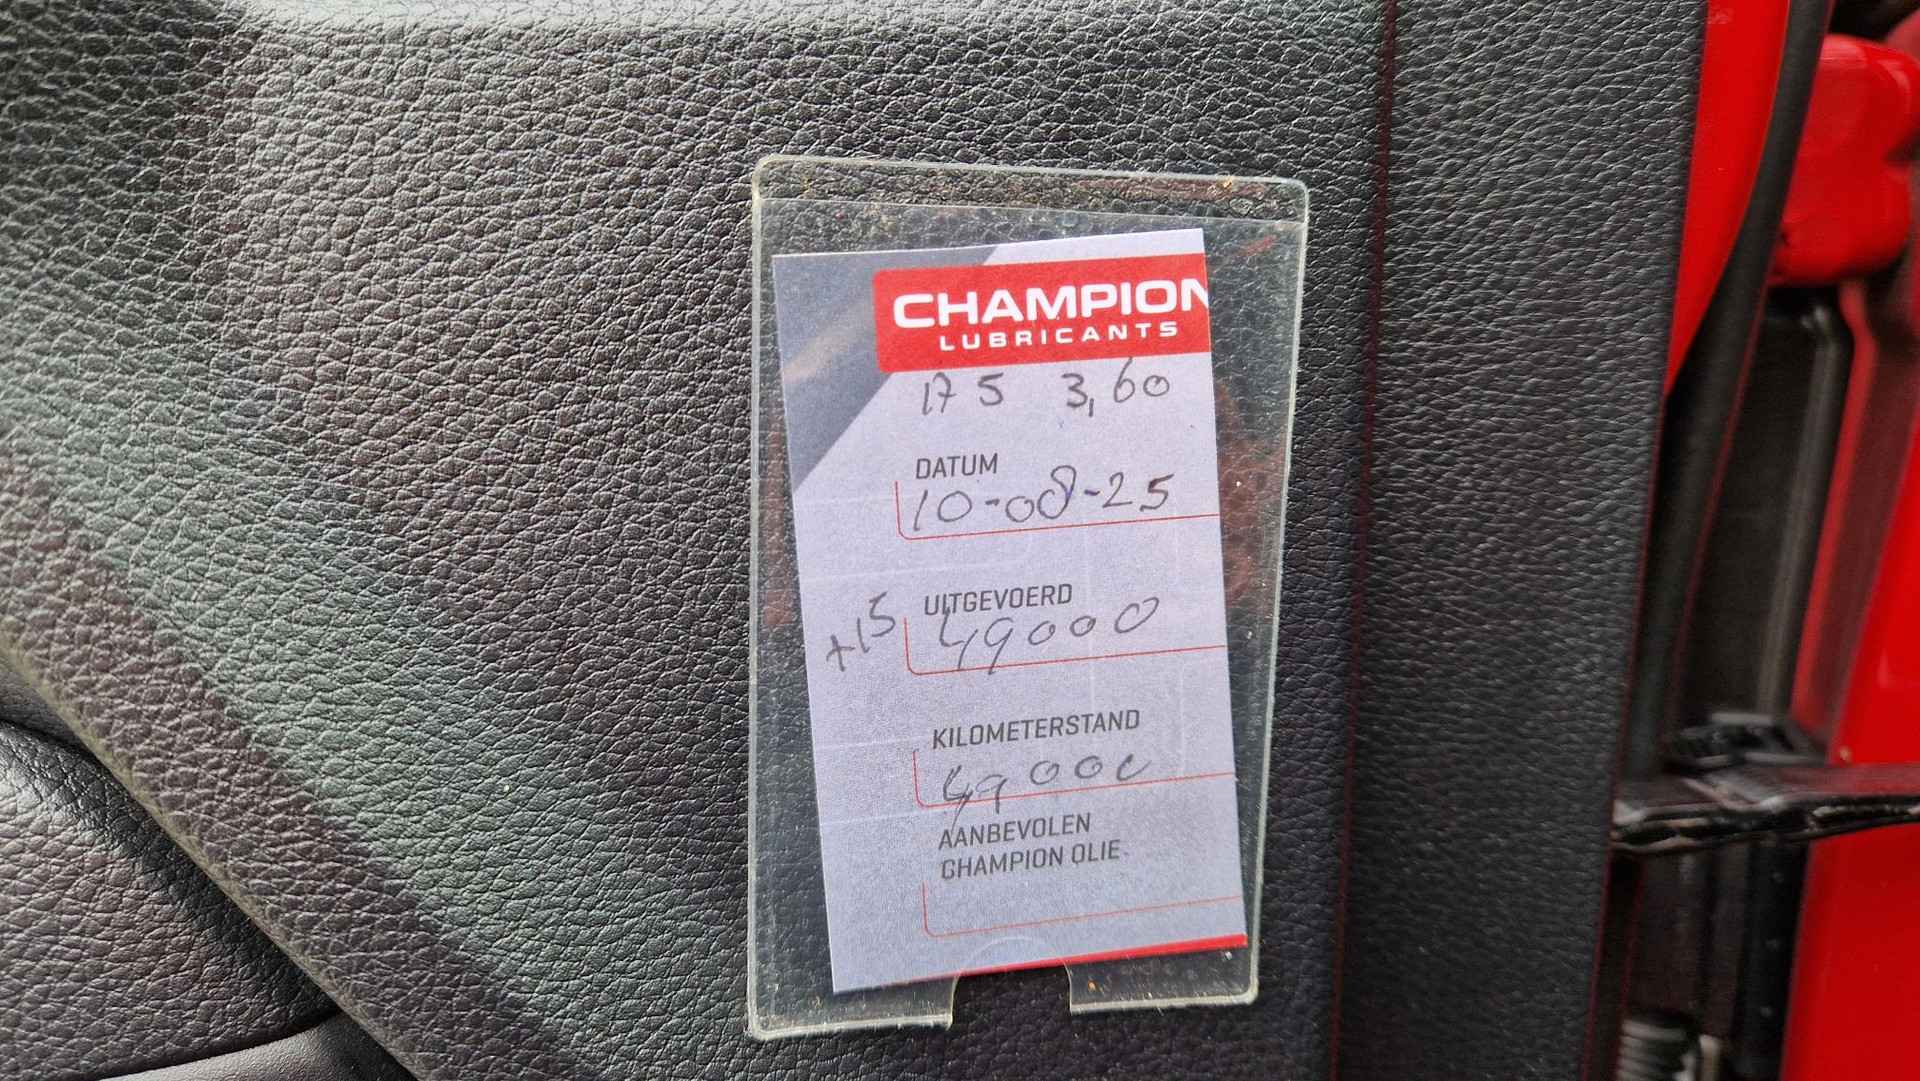 CHAMPION
LUBRICANTS
175 3,60
DATUM
10-08-25
UITGEVOERD
+15 49000
KILOMETERSTAND
49000
AANBEVOLEN
CHAMPION OLIE